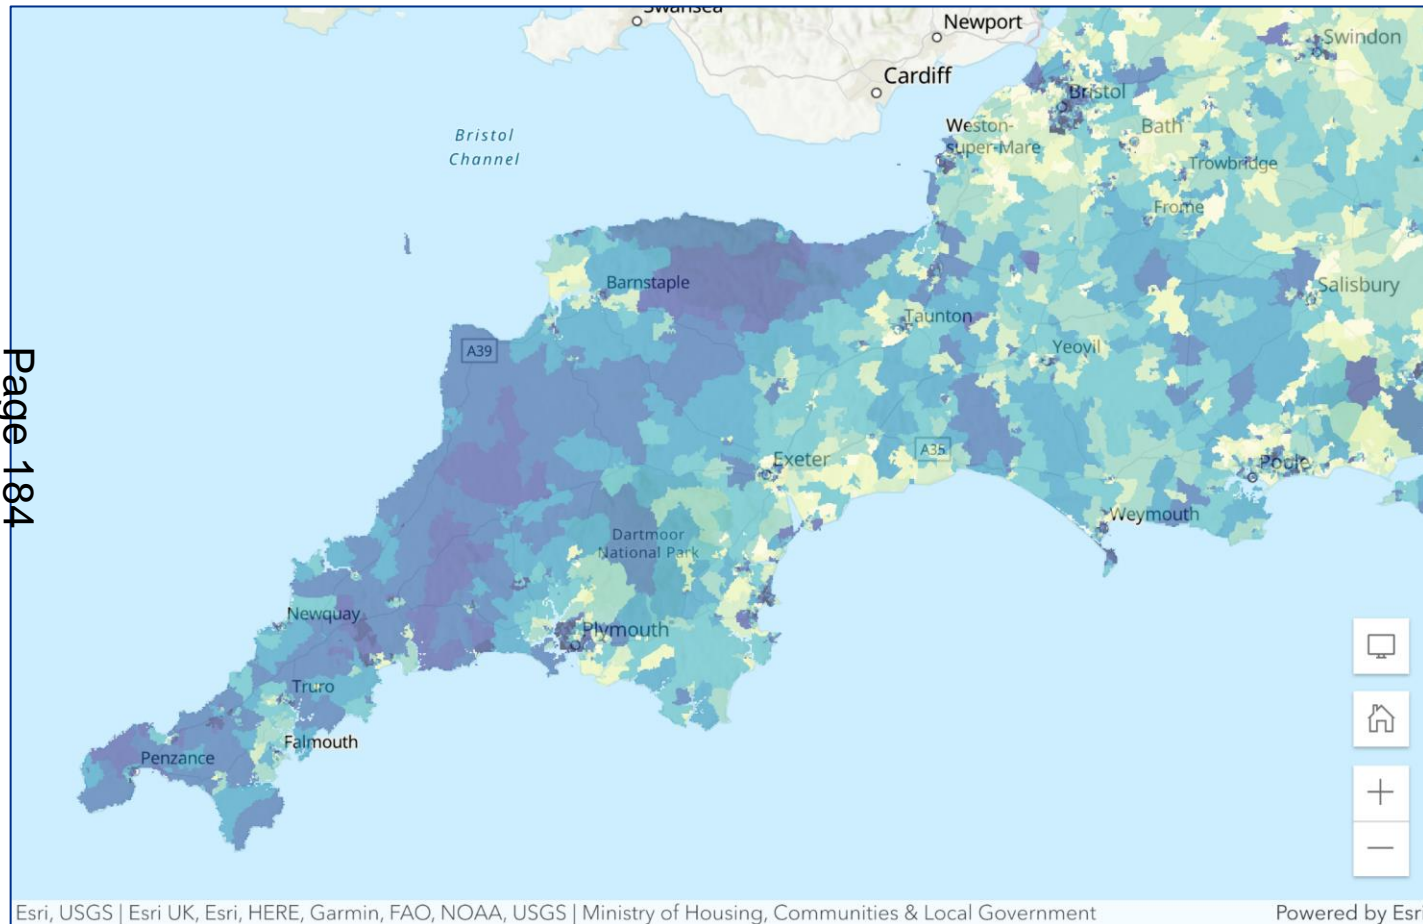 Swansea
Newport
Cardiff
Swindon
Bristol
Bristol
Channel
Weston-
super-Mare
Bath
Trowbridge
Frome
Barnstaple
Salisbury
Taunton
A39
Yeovil
Page 184
Exeter
A35
Poole
Weymouth
Dartmoor
National Park
Newquay
Plymouth
Truro
Falmouth
Penzance
Esri, USGS | Esri UK, Esri, HERE, Garmin, FAO, NOAA, USGS | Ministry of Housing, Communities & Local Government
Powered by Esri